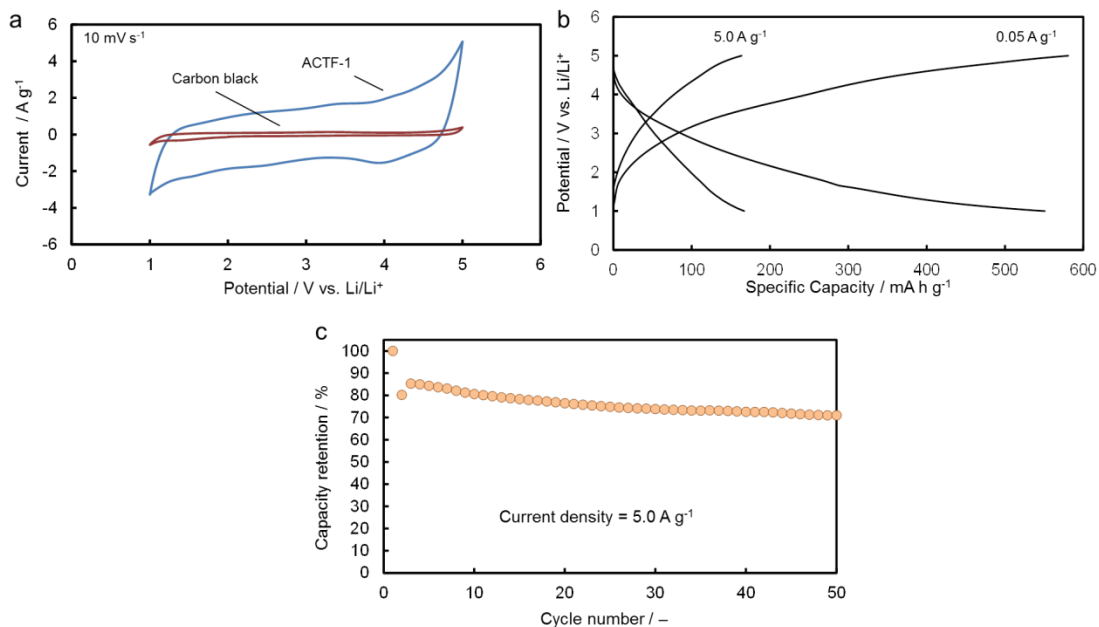 a
10 mV s⁻¹
ACTF-1
Carbon black
Current / A g⁻¹
6
4
2
0
-2
-4
-6
0 1 2 3 4 5 6
Potential / V vs. Li/Li⁺
b
5.0 A g⁻¹ 0.05 A g⁻¹
Potential / V vs. Li/Li⁺
6
5
4
3
2
1
0
0 100 200 300 400 500 600
Specific Capacity / mA h g⁻¹
c
Capacity retention / %
100
90
80
70
60
50
40
30
20
10
0
Current density = 5.0 A g⁻¹
0 10 20 30 40 50
Cycle number / –